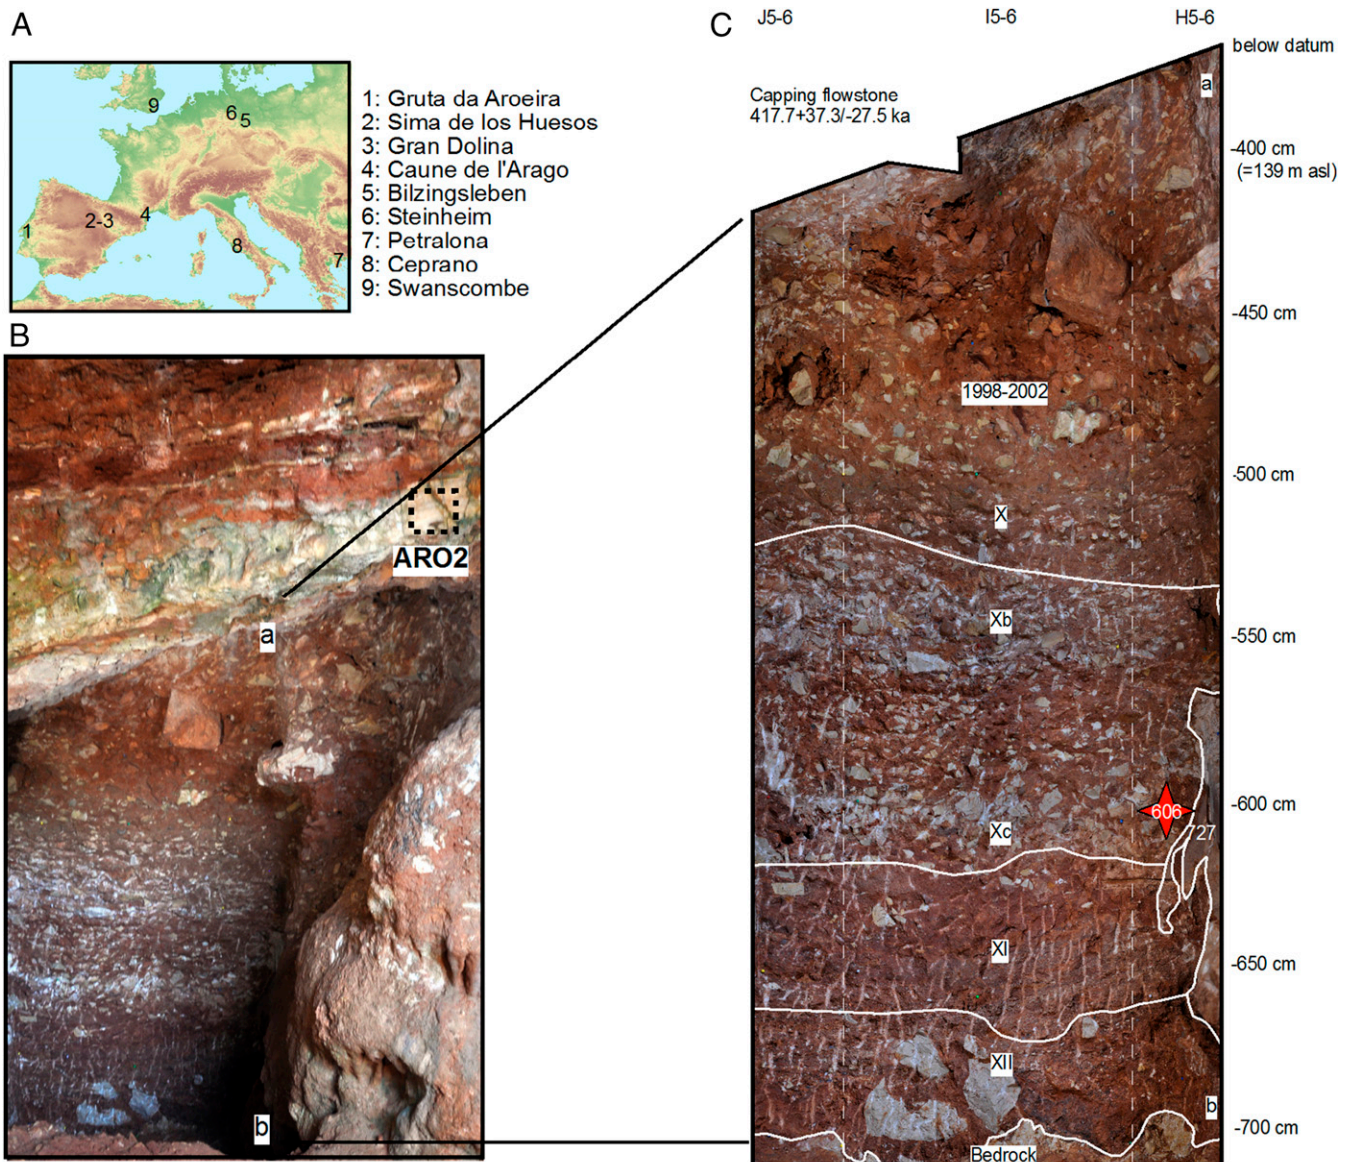 A
9
6
5
4
2-3
1
8
7
1: Gruta da Aroeira
2: Sima de los Huesos
3: Gran Dolina
4: Caune de l'Arago
5: Bilzingsleben
6: Steinheim
7: Petralona
8: Ceprano
9: Swanscombe
B
ARO2
a
b
C
J5-6
I5-6
H5-6
below datum
a
Capping flowstone
417.7+37.3/-27.5 ka
-400 cm
(=139 m asl)
-450 cm
1998-2002
-500 cm
X
Xb
-550 cm
-600 cm
606
727
Xc
XI
-650 cm
XII
b
-700 cm
Bedrock